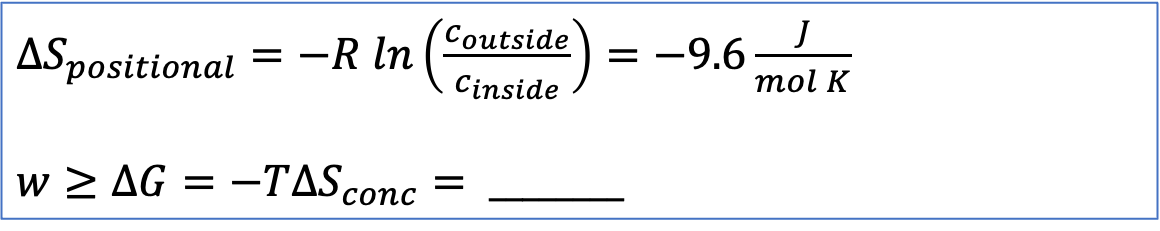 ΔS_positional = −R ln (c_outside / c_inside) = −9.6 J / mol K
w ≥ ΔG = −TΔS_conc = ______